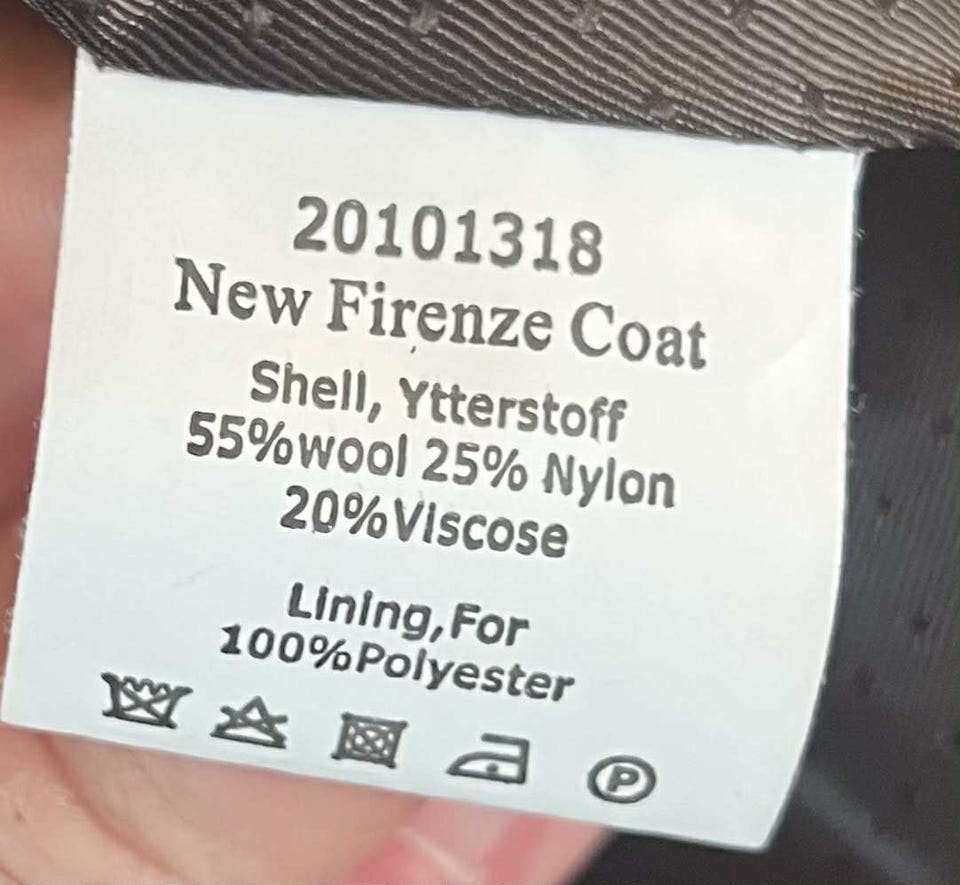 20101318
New Firenze Coat
Shell, Ytterstoff
55%wool 25% Nylon
20%Viscose
Lining,For
100%Polyester
P